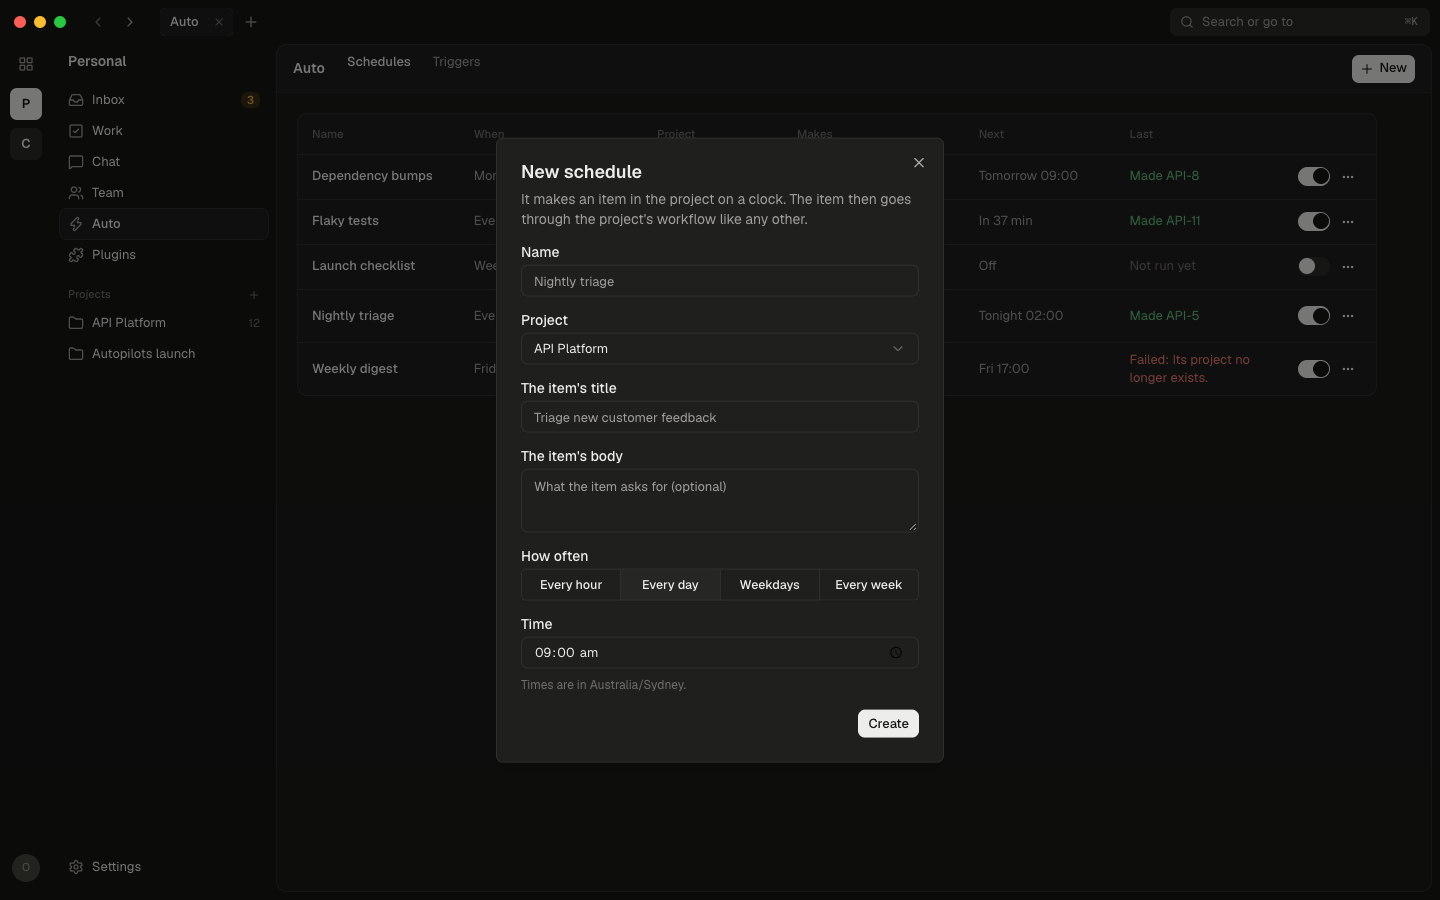 Auto
Search or go to
⌘K
Personal
P
C
Inbox
3
Work
Chat
Team
Auto
Plugins
Projects
API Platform
12
Autopilots launch
Settings
O
Auto
Schedules
Triggers
New
Name
When
Project
Makes
Next
Last
Dependency bumps
Mon
Tomorrow 09:00
Made API-8
Flaky tests
Eve
In 37 min
Made API-11
Launch checklist
Wee
Off
Not run yet
Nightly triage
Eve
Tonight 02:00
Made API-5
Weekly digest
Frid
Fri 17:00
Failed: Its project no
longer exists.
New schedule
It makes an item in the project on a clock. The item then goes
through the project's workflow like any other.
Name
Nightly triage
Project
API Platform
The item's title
Triage new customer feedback
The item's body
What the item asks for (optional)
How often
Every hour
Every day
Weekdays
Every week
Time
09:00 am
Times are in Australia/Sydney.
Create